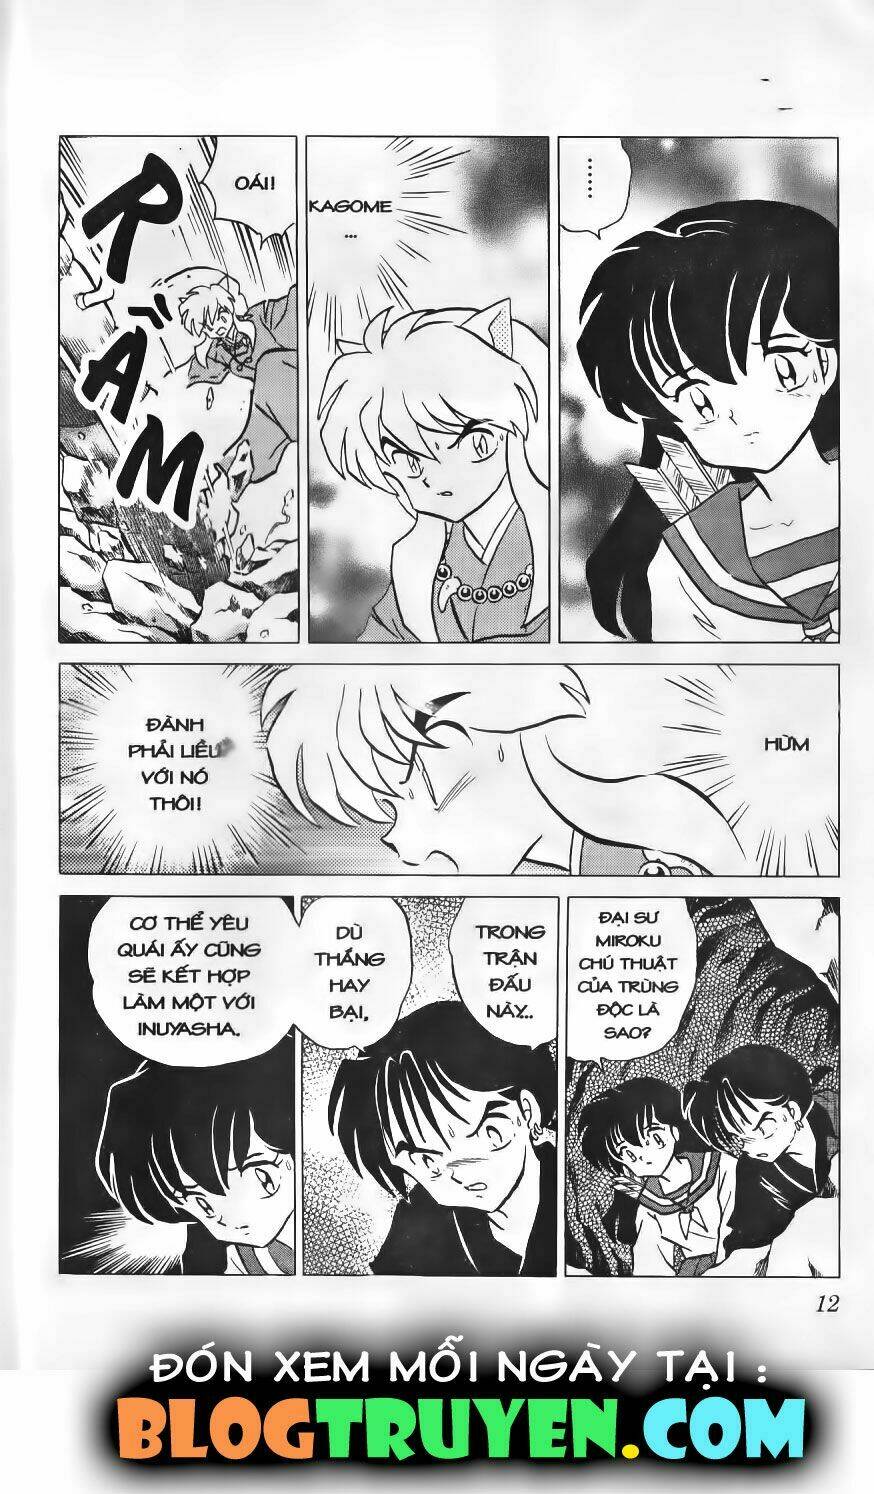 ......
KAGOME
...
OÁI!
RẦM
HỪM
ĐÀNH
PHẢI LIỀU
VỚI NÓ
THÔI!
ĐẠI SƯ
MIROKU
CHÚ THUẬT
CỦA TRÙNG
ĐỘC LÀ
SAO?
TRONG
TRẬN
ĐẤU
NÀY...
DÙ
THẮNG
HAY
BẠI,
CƠ THỂ YÊU
QUÁI ẤY CŨNG
SẼ KẾT HỢP
LÀM MỘT VỚI
INUYASHA.
12
ĐÓN XEM MỖI NGÀY TẠI :
BLOGTRUYEN.COM